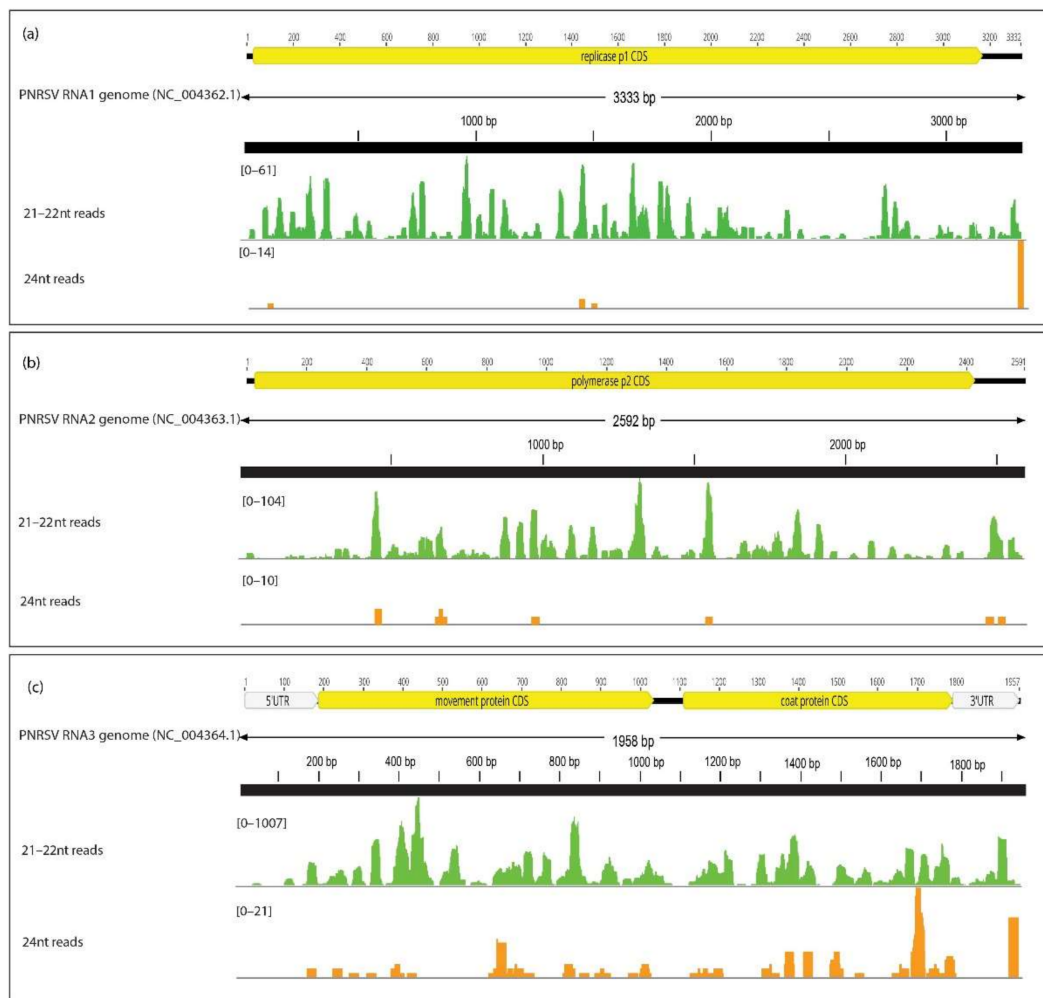 (a)
1 200 400 600 800 1000 1200 1400 1600 1800 2000 2200 2400 2600 2800 3000 3200 3332
replicase p1 CDS
PNRSV RNA1 genome (NC_004362.1)
3333 bp
1000 bp 2000 bp 3000 bp
[0–61]
21–22nt reads
[0–14]
24nt reads
(b)
1 200 400 600 800 1000 1200 1400 1600 1800 2000 2200 2400 2591
polymerase p2 CDS
PNRSV RNA2 genome (NC_004363.1)
2592 bp
1000 bp 2000 bp
[0–104]
21–22nt reads
[0–10]
24nt reads
(c)
1 100 200 300 400 500 600 700 800 900 1000 1100 1200 1300 1400 1500 1600 1700 1800 1957
5'UTR movement protein CDS coat protein CDS 3'UTR
PNRSV RNA3 genome (NC_004364.1)
1958 bp
200 bp 400 bp 600 bp 800 bp 1000 bp 1200 bp 1400 bp 1600 bp 1800 bp
[0–1007]
21–22nt reads
[0–21]
24nt reads